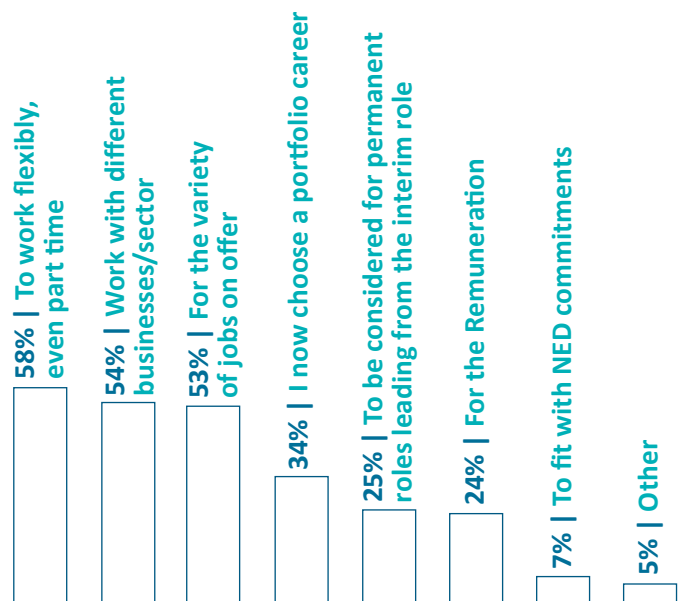 58% | To work flexibly,
even part time
54% | Work with different
businesses/sector
53% | For the variety
of jobs on offer
34% | I now choose a portfolio career
25% | To be considered for permanent
roles leading from the interim role
24% | For the Remuneration
7% | To fit with NED commitments
5% | Other